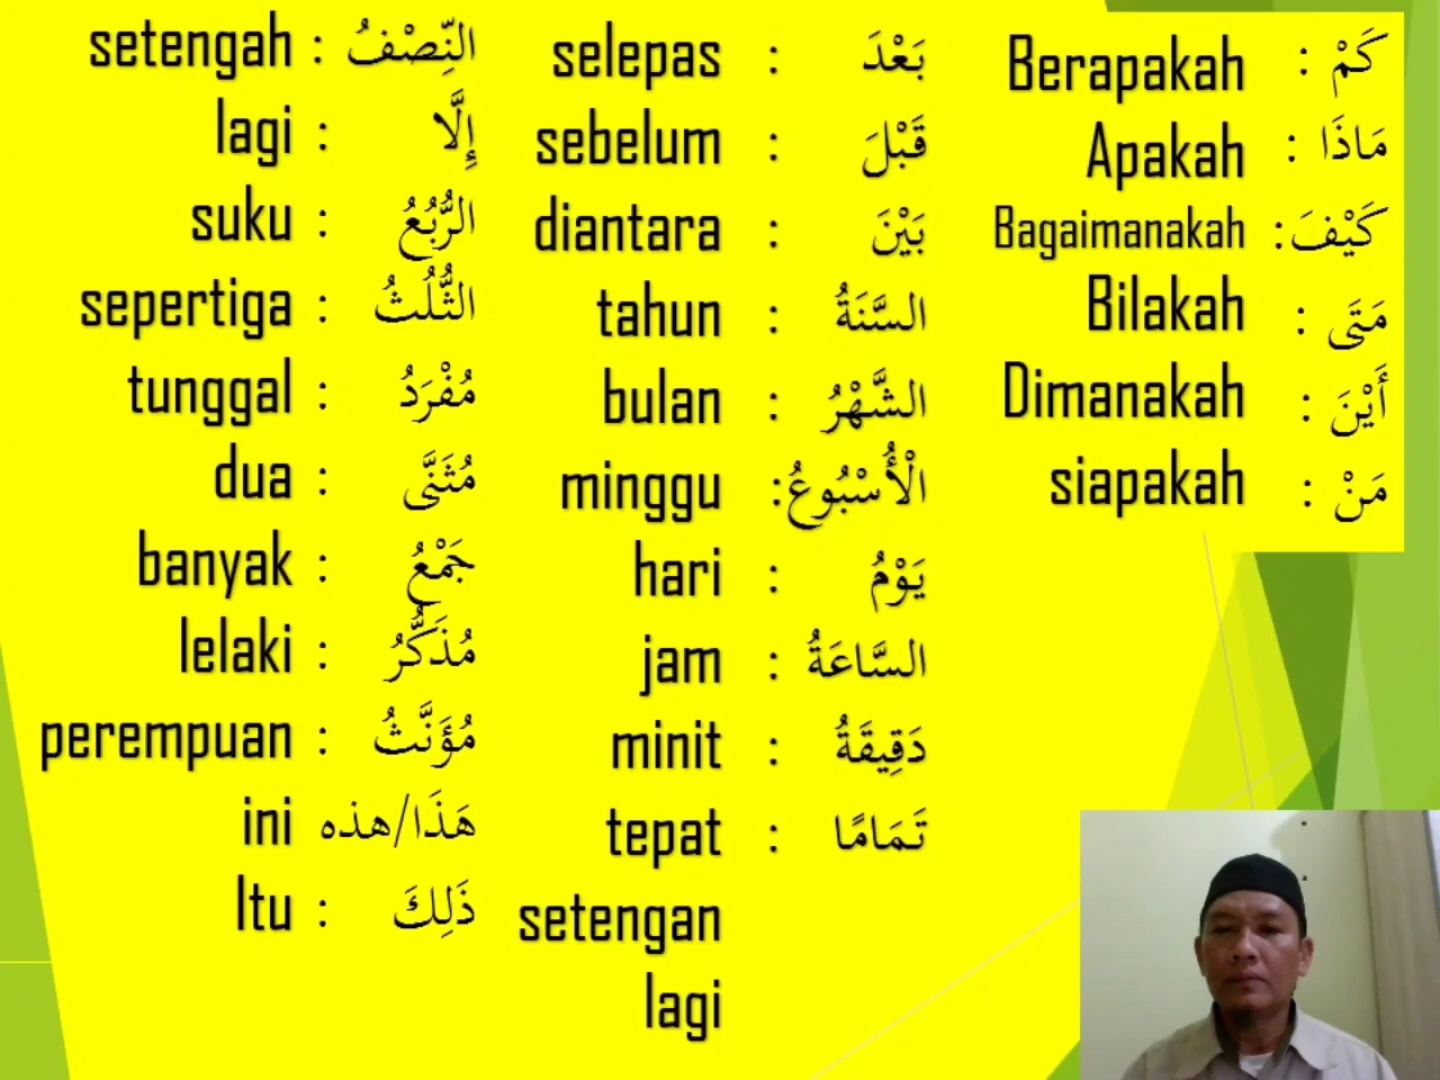 كَمْ : Berapakah
مَاذَا : Apakah
كَيْفَ : Bagaimanakah
مَتَى : Bilakah
أَيْنَ : Dimanakah
مَنْ : siapakah
بَعْدَ : selepas
قَبْلَ : sebelum
بَيْنَ : diantara
السَّنَةُ : tahun
الشَّهْرُ : bulan
الْأُسْبُوعُ : minggu
يَوْمُ : hari
السَّاعَةُ : jam
دَقِيقَةُ : minit
تَمَامًا : tepat
setengan
lagi
النِّصْفُ : setengah
إِلَّا : lagi
الرُّبُعُ : suku
الثُّلُثُ : sepertiga
مُفْرَدُ : tunggal
مُثَنَّى : dua
جَمْعُ : banyak
مُذَكَّرُ : lelaki
مُؤَنَّثُ : perempuan
هَذَا/هذه ini
ذَلِكَ : Itu